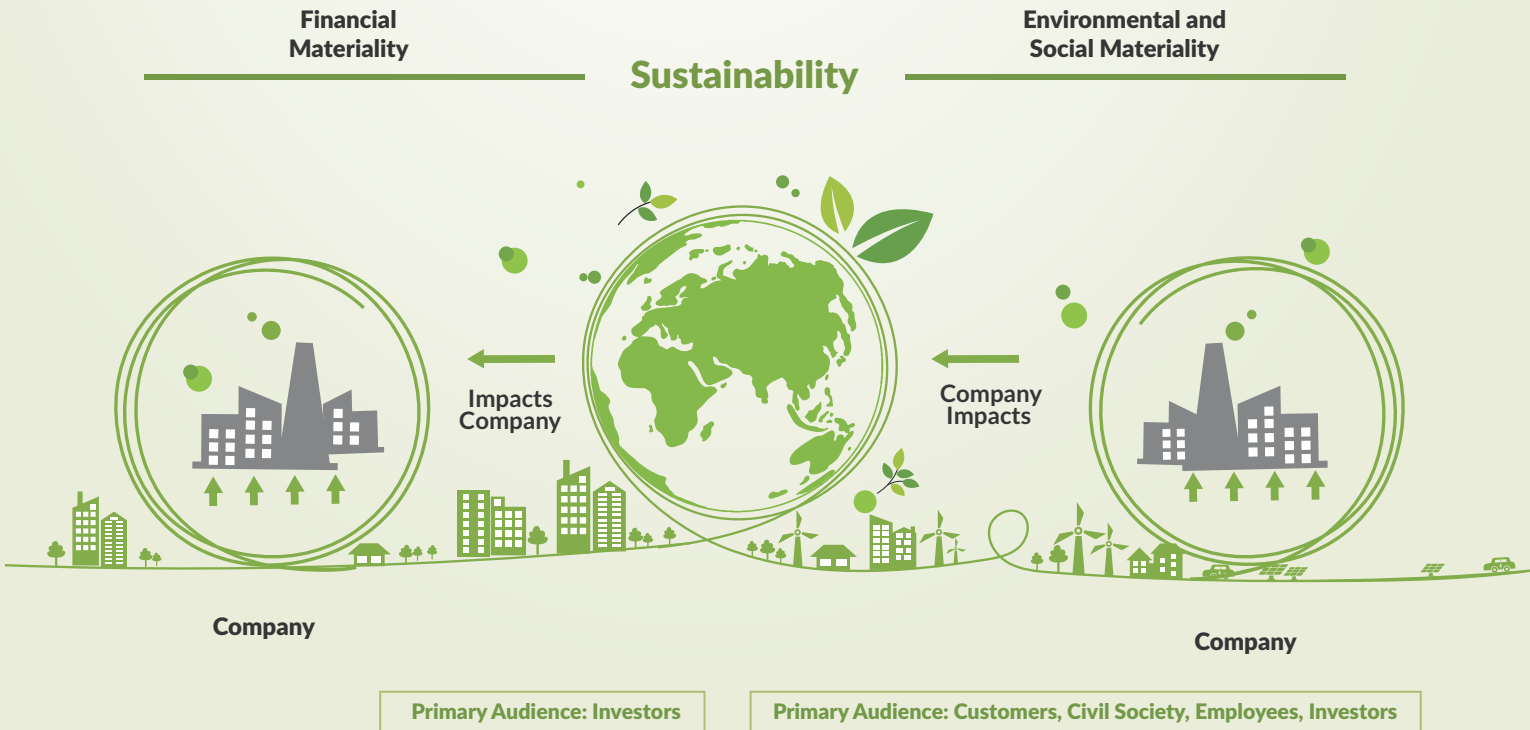 Financial
Materiality
Environmental and
Social Materiality
Sustainability
Impacts
Company
Company
Impacts
Company
Company
Primary Audience: Investors
Primary Audience: Customers, Civil Society, Employees, Investors